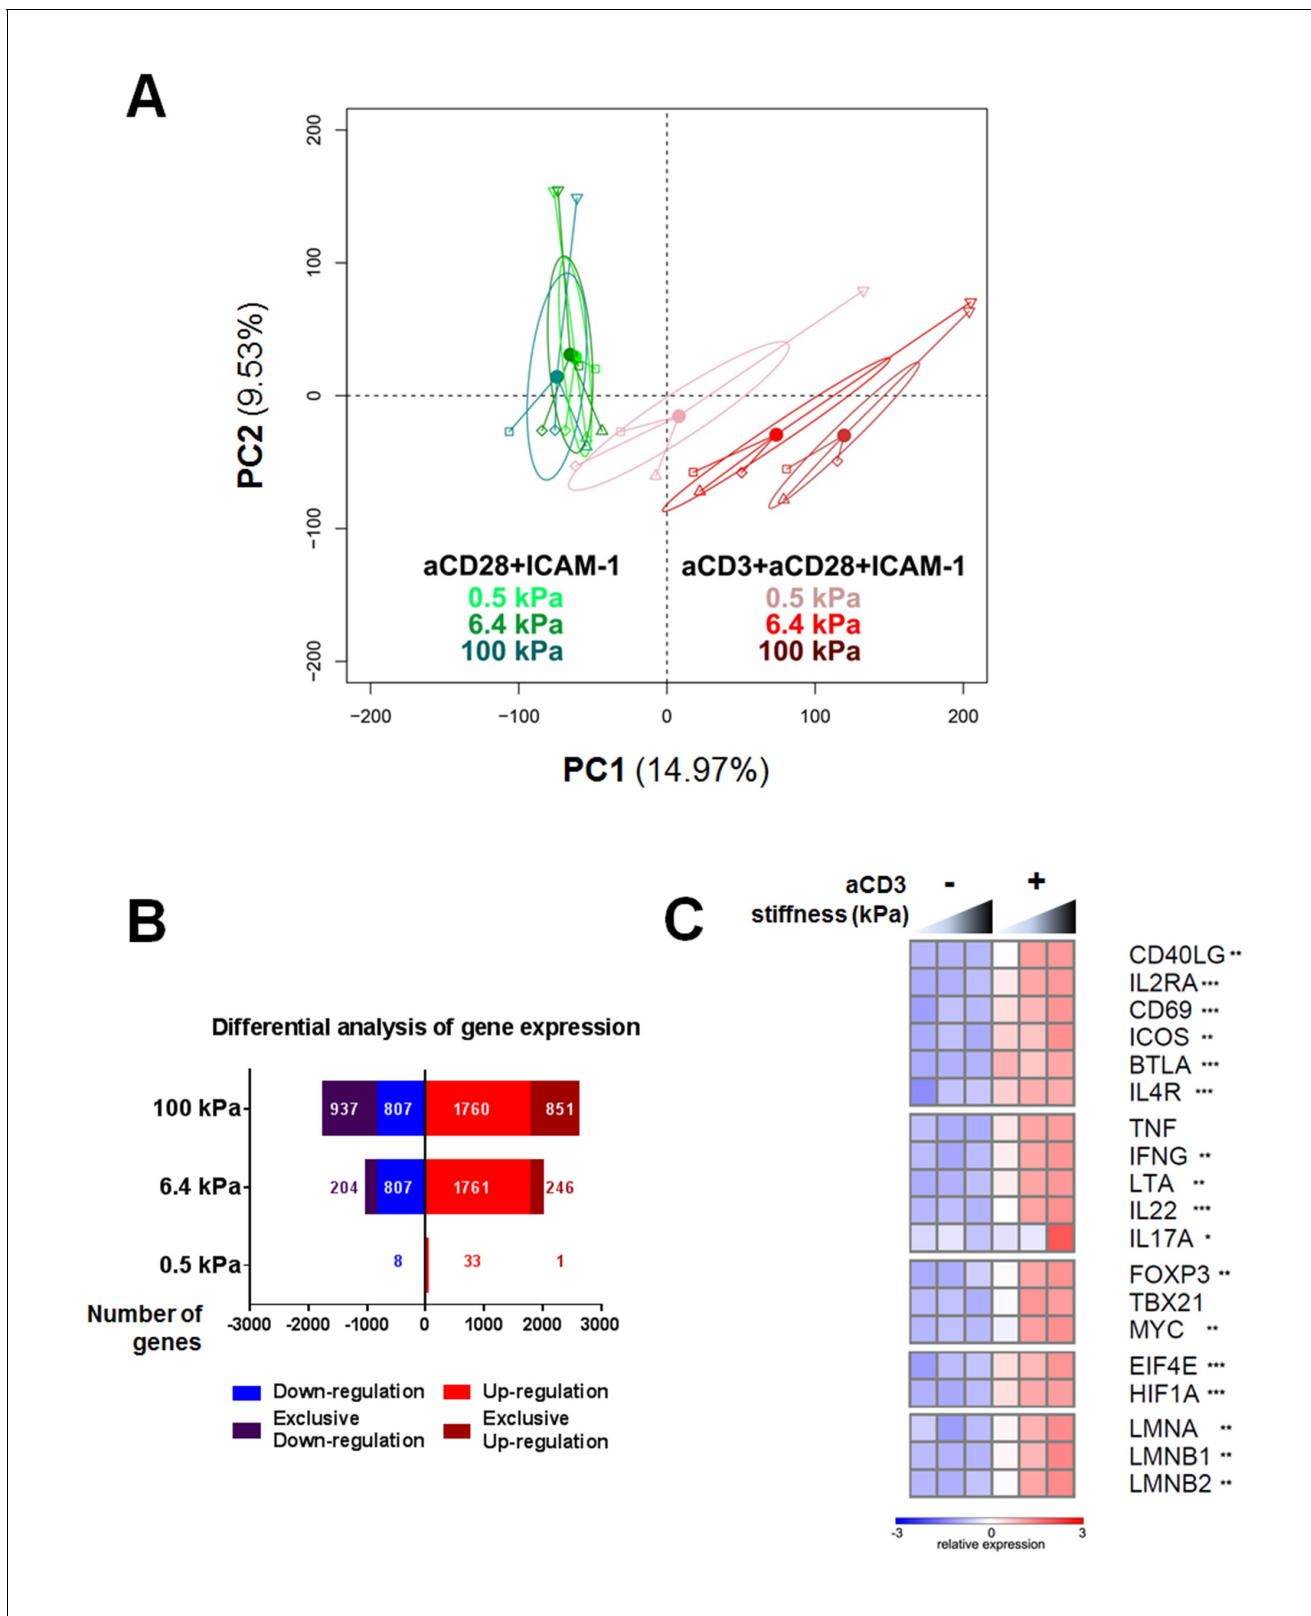 A
200
100
0
−100
−200
PC2 (9.53%)
aCD28+ICAM-1
0.5 kPa
6.4 kPa
100 kPa
aCD3+aCD28+ICAM-1
0.5 kPa
6.4 kPa
100 kPa
−200 −100 0 100 200
PC1 (14.97%)
B
Differential analysis of gene expression
100 kPa 937 807 1760 851
6.4 kPa 204 807 1761 246
0.5 kPa 8 33 1
Number of
genes
-3000 -2000 -1000 0 1000 2000 3000
Down-regulation
Up-regulation
Exclusive
Down-regulation
Exclusive
Up-regulation
C
aCD3 - +
stiffness (kPa)
CD40LG **
IL2RA ***
CD69 ***
ICOS **
BTLA ***
IL4R ***
TNF
IFNG **
LTA **
IL22 ***
IL17A *
FOXP3 **
TBX21
MYC **
EIF4E ***
HIF1A ***
LMNA **
LMNB1 **
LMNB2 **
-3 0 3
relative expression